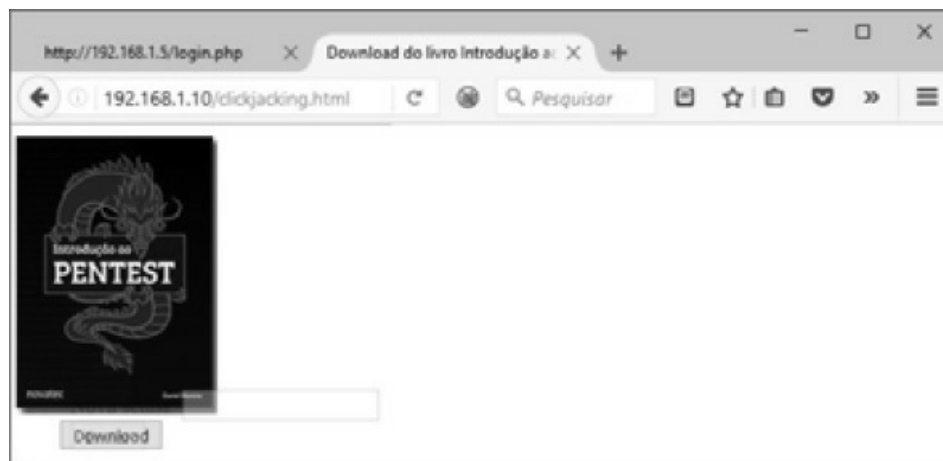 http://192.168.1.5/login.php
Download do livro Introdução a
192.168.1.10/clickjacking.html
Pesquisar
Introdução ao
PENTEST
novatec
Download